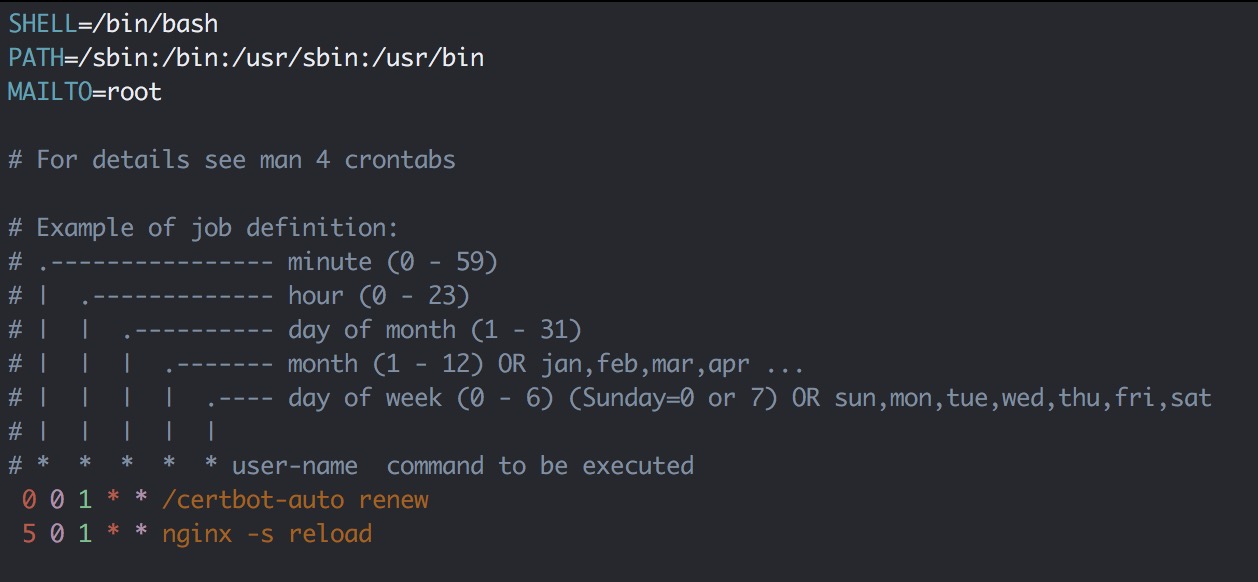 SHELL=/bin/bash
PATH=/sbin:/bin:/usr/sbin:/usr/bin
MAILTO=root
# For details see man 4 crontabs
# Example of job definition:
# .---------------- minute (0 - 59)
# |  .------------- hour (0 - 23)
# |  |  .---------- day of month (1 - 31)
# |  |  |  .------- month (1 - 12) OR jan,feb,mar,apr ...
# |  |  |  |  .---- day of week (0 - 6) (Sunday=0 or 7) OR sun,mon,tue,wed,thu,fri,sat
# |  |  |  |  |
# *  *  *  *  * user-name  command to be executed
 0 0 1 * * /certbot-auto renew
 5 0 1 * * nginx -s reload